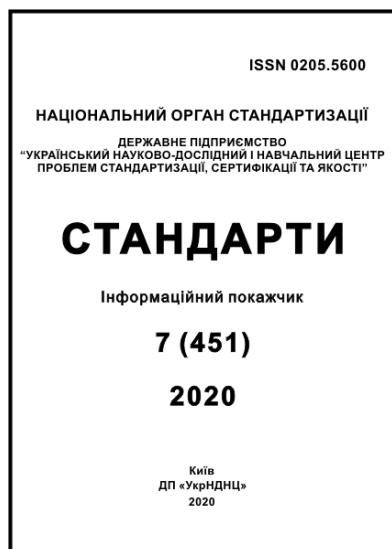 ISSN 0205.5600
НАЦІОНАЛЬНИЙ ОРГАН СТАНДАРТИЗАЦІЇ
ДЕРЖАВНЕ ПІДПРИЄМСТВО
“УКРАЇНСЬКИЙ НАУКОВО-ДОСЛІДНИЙ І НАВЧАЛЬНИЙ ЦЕНТР
ПРОБЛЕМ СТАНДАРТИЗАЦІЇ, СЕРТИФІКАЦІЇ ТА ЯКОСТІ”
СТАНДАРТИ
Інформаційний покажчик
7 (451)
2020
Київ
ДП «УкрНДНЦ»
2020